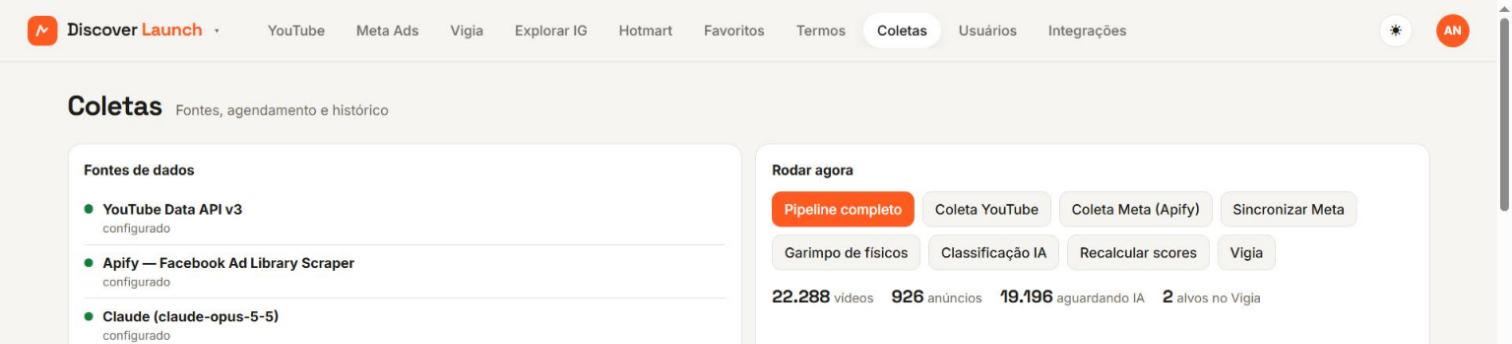 Discover Launch
YouTube Meta Ads Vigia Explorar IG Hotmart Favoritos Termos Coletas Usuários Integrações
AN
Coletas Fontes, agendamento e histórico
Fontes de dados
YouTube Data API v3
configurado
Apify — Facebook Ad Library Scraper
configurado
Claude (claude-opus-5-5)
configurado
Rodar agora
Pipeline completo Coleta YouTube Coleta Meta (Apify) Sincronizar Meta
Garimpo de físicos Classificação IA Recalcular scores Vigia
22.288 vídeos 926 anúncios 19.196 aguardando IA 2 alvos no Vigia